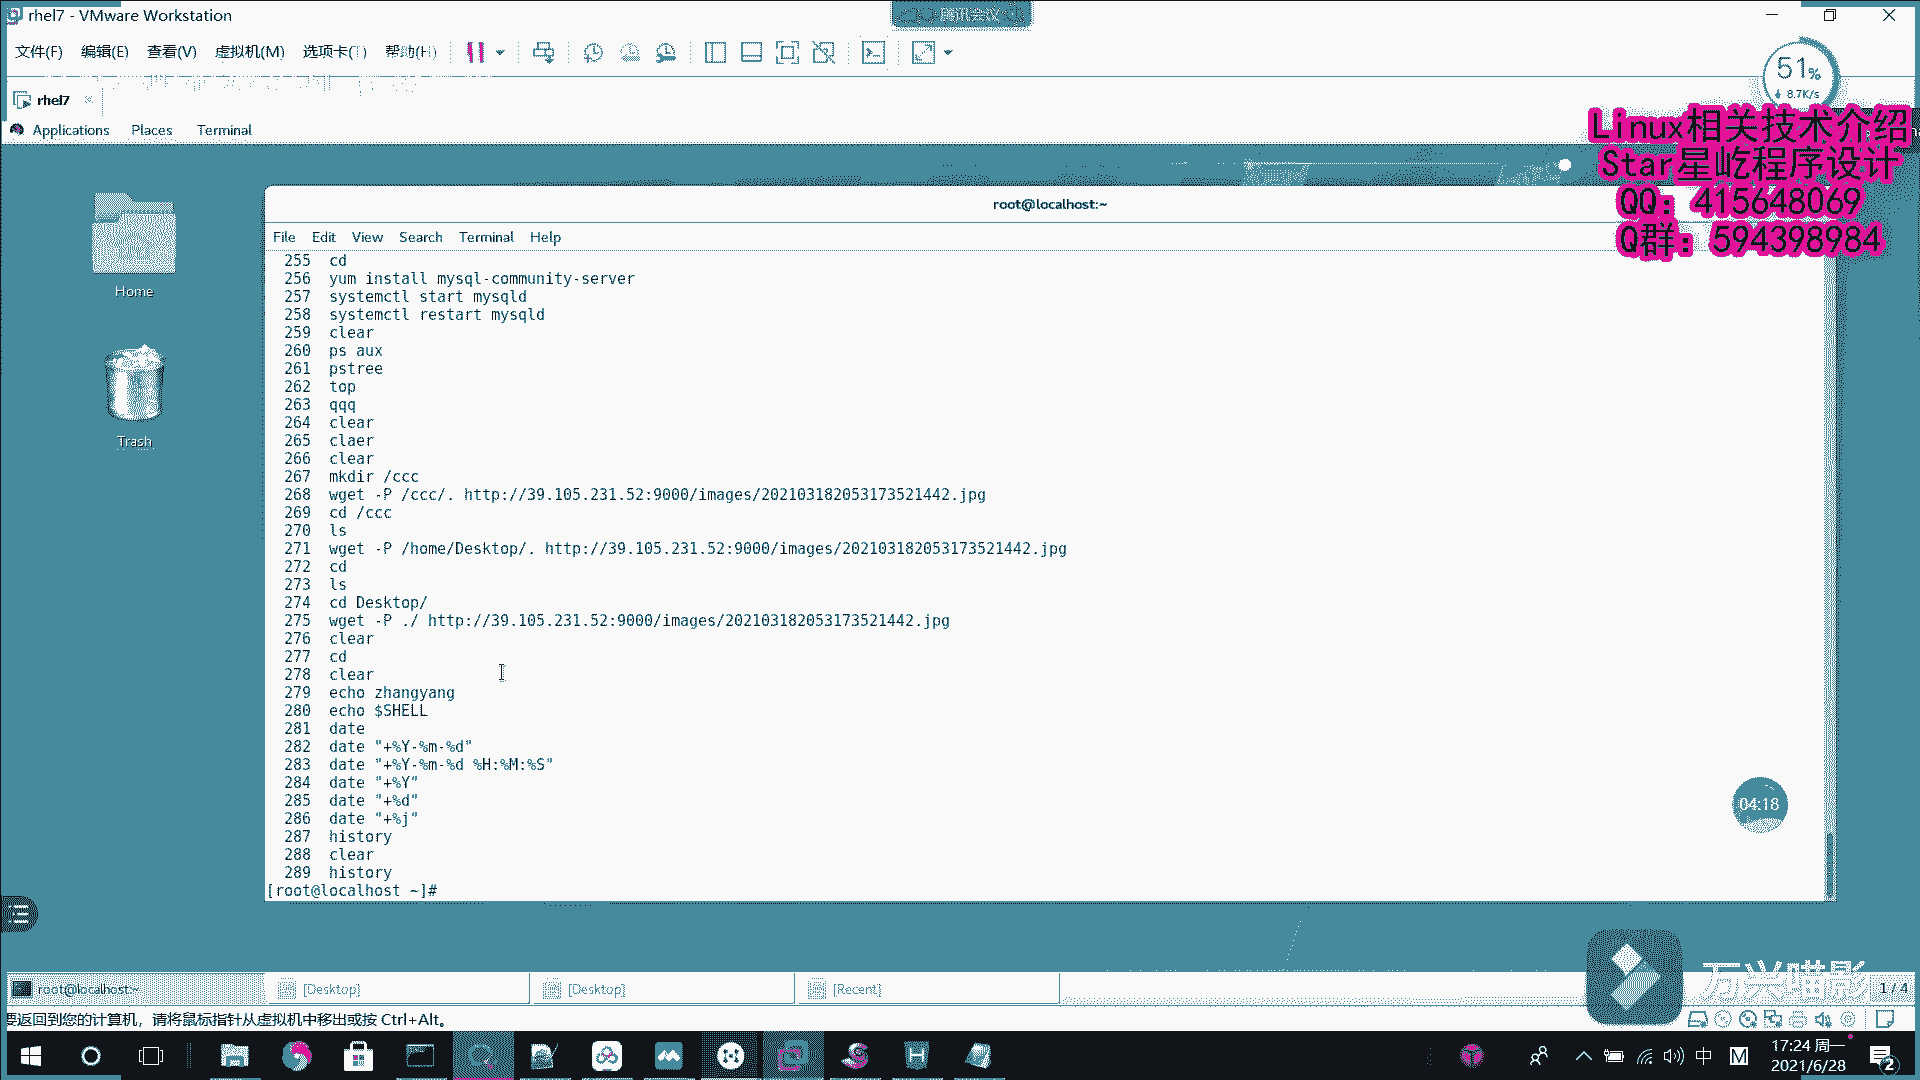 rhel7 - VMware Workstation
腾讯会议
文件(F) 编辑(E) 查看(V) 虚拟机(M) 选项卡(T) 帮助(H)
51%
8.7K/s
rhel7
Linux相关技术介绍
Applications Places Terminal
Star星屹程序设计
QQ: 415648069
Q群: 594398984
root@localhost:~
File Edit View Search Terminal Help
Home
Trash
255 cd
256 yum install mysql-community-server
257 systemctl start mysqld
258 systemctl restart mysqld
259 clear
260 ps aux
261 pstree
262 top
263 qqq
264 clear
265 claer
266 clear
267 mkdir /ccc
268 wget -P /ccc/. http://39.105.231.52:9000/images/202103182053173521442.jpg
269 cd /ccc
270 ls
271 wget -P /home/Desktop/. http://39.105.231.52:9000/images/202103182053173521442.jpg
272 cd
273 ls
274 cd Desktop/
275 wget -P ./ http://39.105.231.52:9000/images/202103182053173521442.jpg
276 clear
277 cd
278 clear
279 echo zhangyang
280 echo $SHELL
281 date
282 date "+%Y-%m-%d"
283 date "+%Y-%m-%d %H:%M:%S"
284 date "+%Y"
285 date "+%d"
286 date "+%j"
287 history
288 clear
289 history
[root@localhost ~]#
04:18
root@localhost:~ [Desktop] [Desktop] [Recent]
万兴喵影
1 / 4
要返回到您的计算机，请将鼠标指针从虚拟机中移出或按 Ctrl+Alt。
中 M
17:24 周一
2021/6/28
2